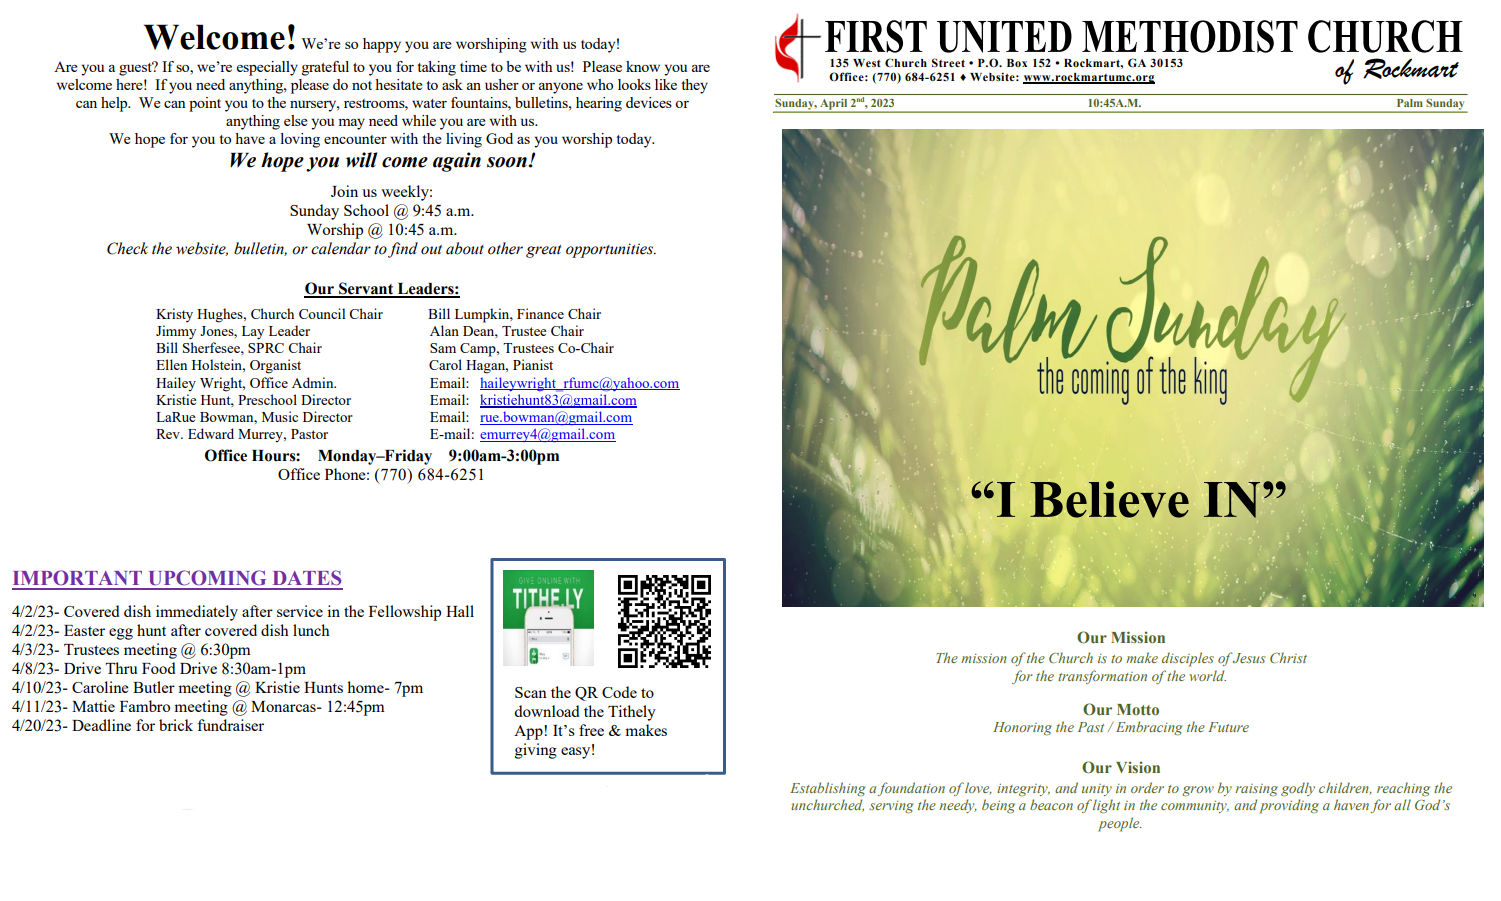 Welcome! We're so happy you are worshiping with us today!
Are you a guest? If so, we're especially grateful to you for taking time to be with us! Please know you are
welcome here! If you need anything, please do not hesitate to ask an usher or anyone who looks like they
can help. We can point you to the nursery, restrooms, water fountains, bulletins, hearing devices or
anything else you may need while you are with us.
We hope for you to have a loving encounter with the living God as you worship today.
We hope you will come again soon!
Join us weekly:
Sunday School @ 9:45 a.m.
Worship @ 10:45 a.m.
Check the website, bulletin, or calendar to find out about other great opportunities.
Our Servant Leaders:
Kristy Hughes, Church Council Chair Bill Lumpkin, Finance Chair
Jimmy Jones, Lay Leader Alan Dean, Trustee Chair
Bill Sherfesee, SPRC Chair Sam Camp, Trustees Co-Chair
Ellen Holstein, Organist Carol Hagan, Pianist
Hailey Wright, Office Admin. Email: haileywright_rfumc@yahoo.com
Kristie Hunt, Preschool Director Email: kristiehunt83@gmail.com
LaRue Bowman, Music Director Email: rue.bowman@gmail.com
Rev. Edward Murrey, Pastor E-mail: emurrey4@gmail.com
Office Hours: Monday–Friday 9:00am-3:00pm
Office Phone: (770) 684-6251
IMPORTANT UPCOMING DATES
4/2/23- Covered dish immediately after service in the Fellowship Hall
4/2/23- Easter egg hunt after covered dish lunch
4/3/23- Trustees meeting @ 6:30pm
4/8/23- Drive Thru Food Drive 8:30am-1pm
4/10/23- Caroline Butler meeting @ Kristie Hunts home- 7pm
4/11/23- Mattie Fambro meeting @ Monarcas- 12:45pm
4/20/23- Deadline for brick fundraiser
GIVE ONLINE WITH
TITHE.LY
Scan the QR Code to
download the Tithely
App! It's free & makes
giving easy!
FIRST UNITED METHODIST CHURCH
of Rockmart
135 West Church Street • P.O. Box 152 • Rockmart, GA 30153
Office: (770) 684-6251 ♦ Website: www.rockmartumc.org
Sunday, April 2nd, 2023 10:45A.M. Palm Sunday
Palm Sunday
the coming of the king
“I Believe IN”
Our Mission
The mission of the Church is to make disciples of Jesus Christ
for the transformation of the world.
Our Motto
Honoring the Past / Embracing the Future
Our Vision
Establishing a foundation of love, integrity, and unity in order to grow by raising godly children, reaching the
unchurched, serving the needy, being a beacon of light in the community, and providing a haven for all God's
people.